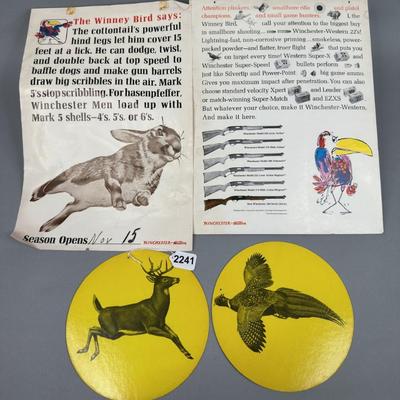 The Winney Bird says:
The cottontail's powerful
hind legs let him cover 15
feet at a lick. He can dodge, twist,
and double back at top speed to
baffle dogs and make gun barrels
draw big scribbles in the air. Mark
5's stop scribbling. For hasenpfeffer,
Winchester Men load up with
Mark 5 shells—4's, 5's, or 6's.
Season Opens Nov 15
WINCHESTER-Western
Attention plinkers, smallbore rifle and pistol
champions, and small game hunters. I, the
Winney Bird, call your attention to the biggest buy
in smallbore shooting— Winchester-Western 22's!
Lightning-fast, non-corrosive priming... smokeless, power-
packed powder—and flatter, truer flight that puts you
on target every time! Western Super-X and
Winchester Super-Speed bullets perform
just like Silvertip and Power-Point big game ammo.
Gives you maximum impact after penetration. You can also
choose standard velocity Xpert and Leader
or match-winning Super-Match and EZXS
Whatever your choice, make it Winchester-Western.
And make it here.
WINCHESTER-Western
2241